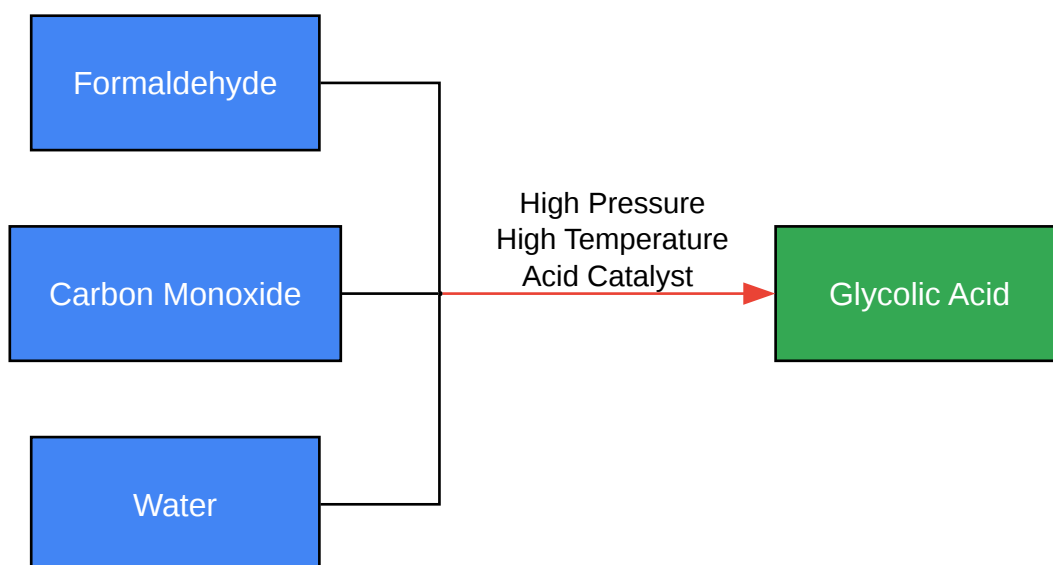 Formaldehyde
High Pressure
High Temperature
Acid Catalyst
Carbon Monoxide
Glycolic Acid
Water